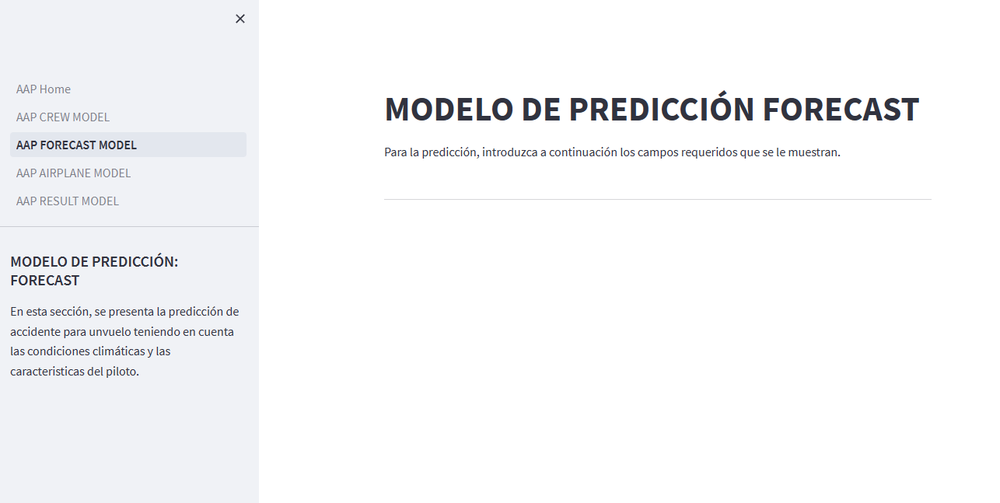 AAP Home
AAP CREW MODEL
AAP FORECAST MODEL
AAP AIRPLANE MODEL
AAP RESULT MODEL
MODELO DE PREDICCIÓN:
FORECAST
En esta sección, se presenta la predicción de
accidente para unvuelo teniendo en cuenta
las condiciones climáticas y las
caracteristicas del piloto.
MODELO DE PREDICCIÓN FORECAST
Para la predicción, introduzca a continuación los campos requeridos que se le muestran.